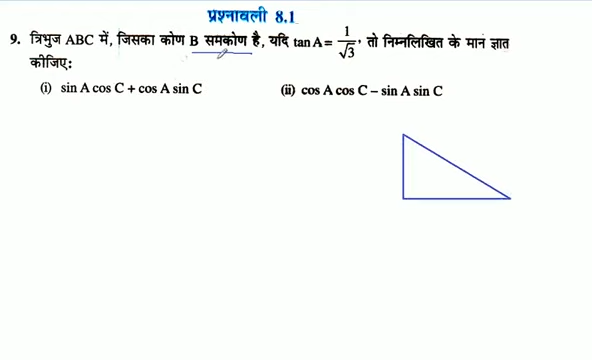 प्रश्नावली 8.1
9. त्रिभुज ABC में, जिसका कोण B समकोण है, यदि tan A = 1/√3, तो निम्नलिखित के मान ज्ञात
कीजिए:
(i) sin A cos C + cos A sin C (ii) cos A cos C – sin A sin C